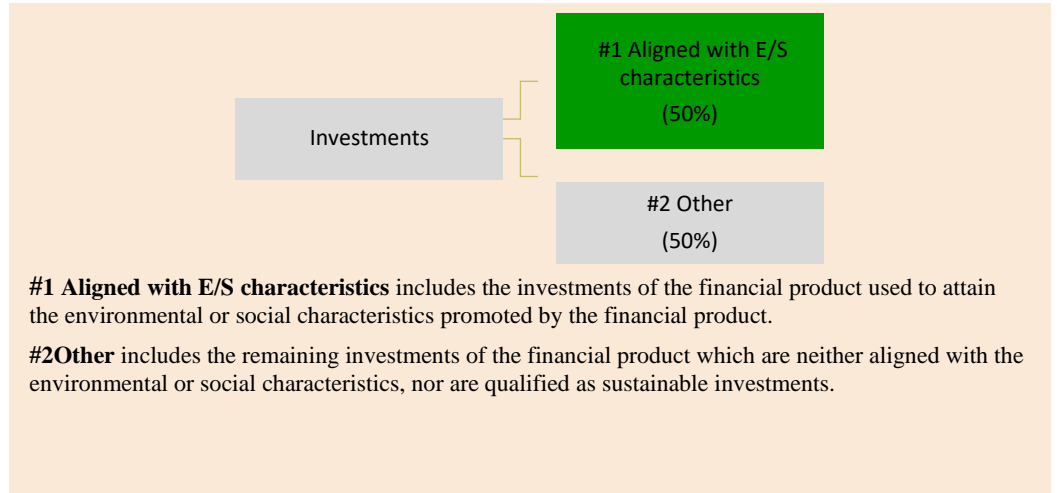 #1 Aligned with E/S
characteristics
(50%)
Investments
#2 Other
(50%)
#1 Aligned with E/S characteristics includes the investments of the financial product used to attain
the environmental or social characteristics promoted by the financial product.
#2Other includes the remaining investments of the financial product which are neither aligned with the
environmental or social characteristics, nor are qualified as sustainable investments.